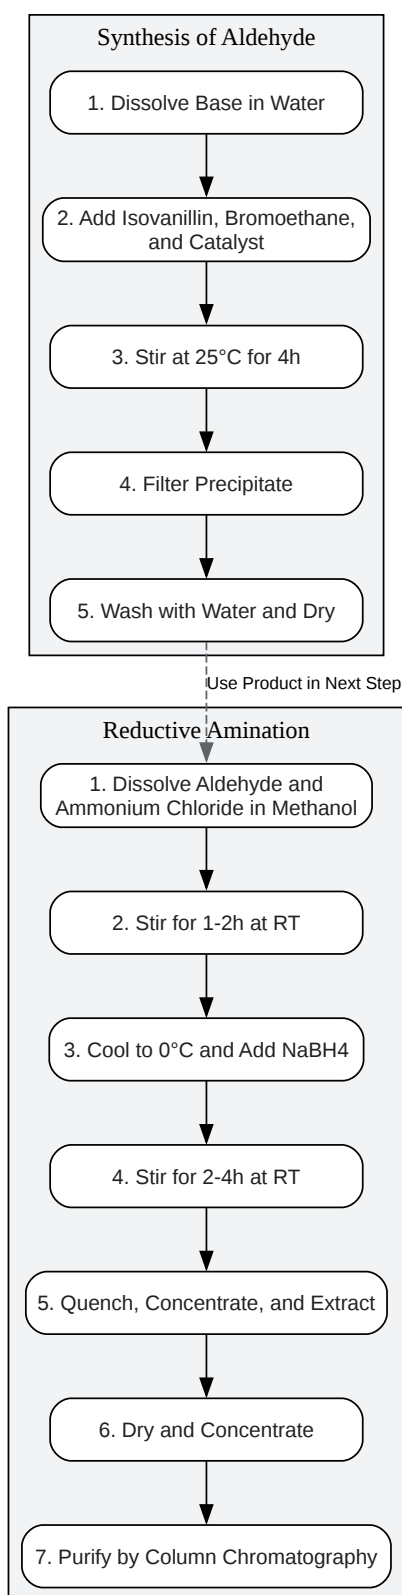 Synthesis of Aldehyde
1. Dissolve Base in Water
2. Add Isovanillin, Bromoethane,
and Catalyst
3. Stir at 25°C for 4h
4. Filter Precipitate
5. Wash with Water and Dry
Use Product in Next Step
Reductive Amination
1. Dissolve Aldehyde and
Ammonium Chloride in Methanol
2. Stir for 1-2h at RT
3. Cool to 0°C and Add NaBH4
4. Stir for 2-4h at RT
5. Quench, Concentrate, and Extract
6. Dry and Concentrate
7. Purify by Column Chromatography